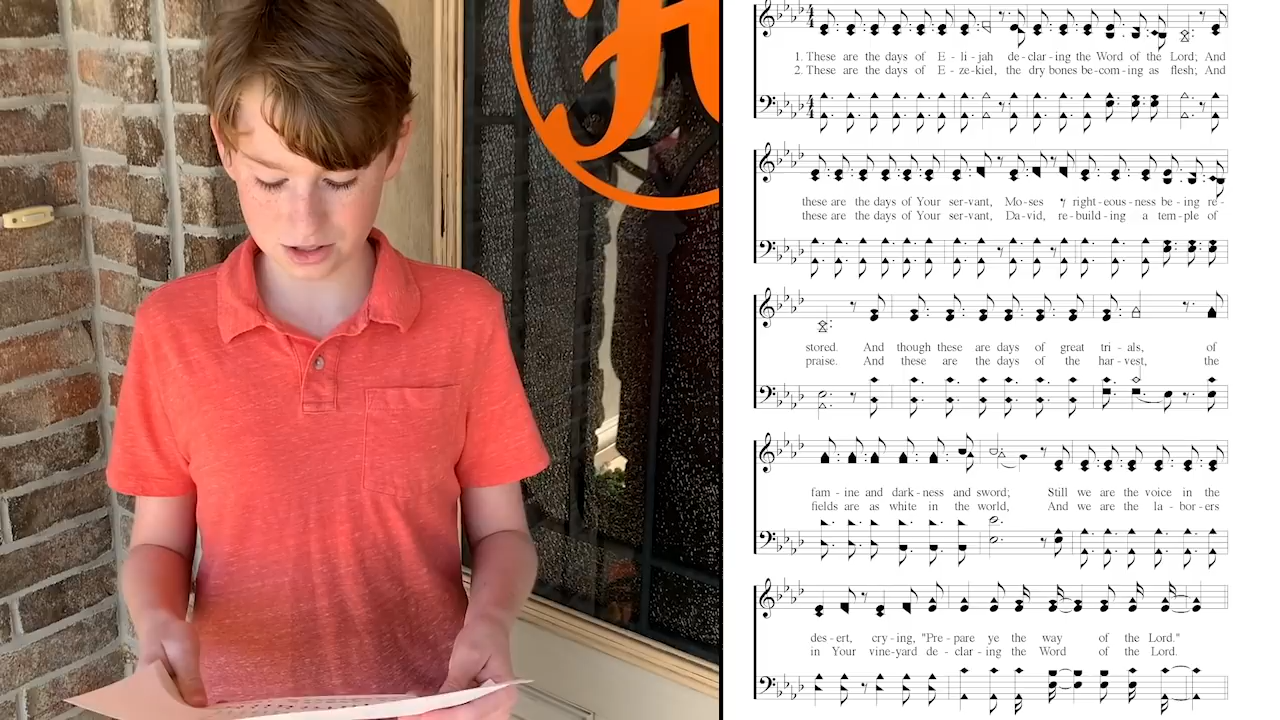 H
1. These are the days of E - li - jah de - clar - ing the Word of the Lord; And
2. These are the days of E - ze - kiel, the dry bones be - com - ing as flesh; And
these are the days of Your ser - vant, Mo - ses right - eous - ness be - ing re -
these are the days of Your ser - vant, Da - vid, re - build - ing a tem - ple of
stored. And though these are days of great tri - als, of
praise. And these are the days of the har - vest, the
fam - ine and dark - ness and sword; Still we are the voice in the
fields are as white in the world, And we are the la - bor - ers
des - ert, cry - ing, "Pre - pare ye the way of the Lord."
in Your vine - yard de - clar - ing the Word of the Lord.